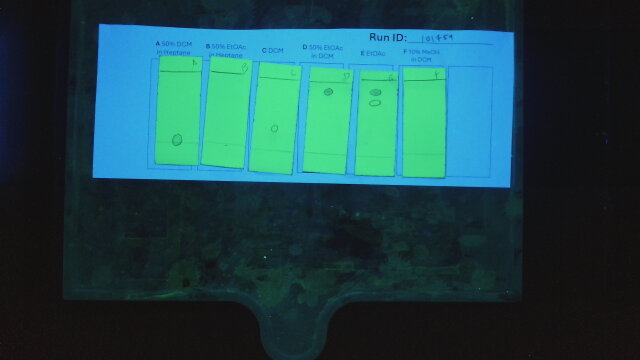 Run ID: 101459
A 50% DCM in Heptane
B 50% EtOAc in Heptane
C DCM
D 50% EtOAc in DCM
E EtOAc
F 10% MeOH in DCM
A
C
D